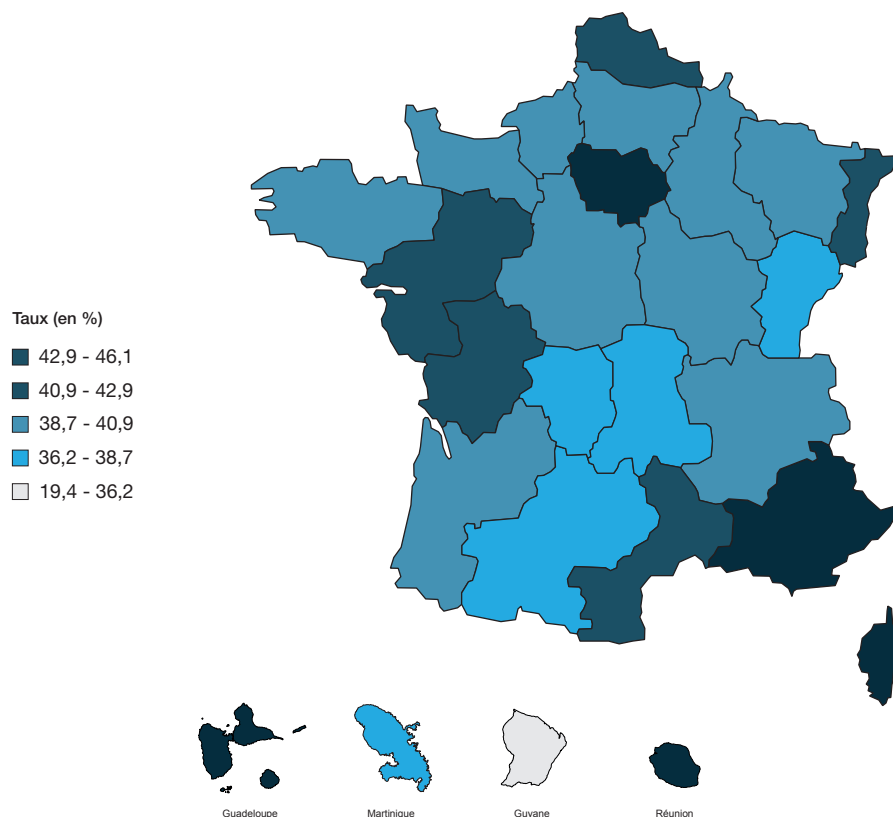 Taux (en %)
42,9 - 46,1
40,9 - 42,9
38,7 - 40,9
36,2 - 38,7
19,4 - 36,2
Guadeloupe
Martinique
Guyane
Réunion